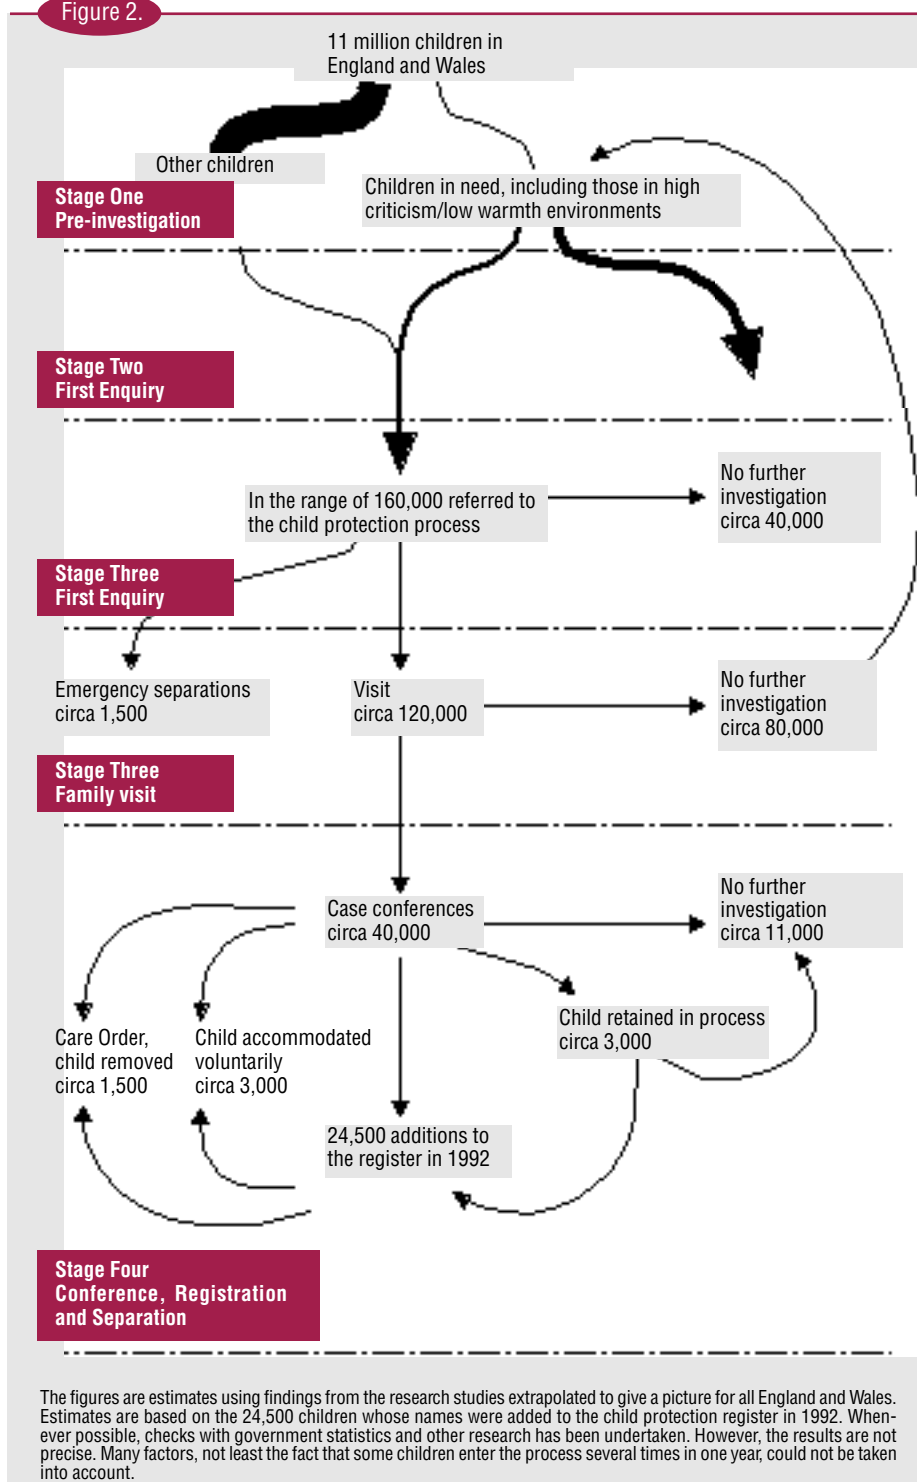 Figure 2.
11 million children in
England and Wales
Other children
Children in need, including those in high
criticism/low warmth environments
Stage One
Pre-investigation
Stage Two
First Enquiry
In the range of 160,000 referred to
the child protection process
No further
investigation
circa 40,000
Stage Three
First Enquiry
Emergency separations
circa 1,500
Visit
circa 120,000
No further
investigation
circa 80,000
Stage Three
Family visit
Case conferences
circa 40,000
No further
investigation
circa 11,000
Care Order,
child removed
circa 1,500
Child accommodated
voluntarily
circa 3,000
Child retained in process
circa 3,000
24,500 additions to
the register in 1992
Stage Four
Conference, Registration
and Separation
The figures are estimates using findings from the research studies extrapolated to give a picture for all England and Wales.
Estimates are based on the 24,500 children whose names were added to the child protection register in 1992. When-
ever possible, checks with government statistics and other research has been undertaken. However, the results are not
precise. Many factors, not least the fact that some children enter the process several times in one year, could not be taken
into account.